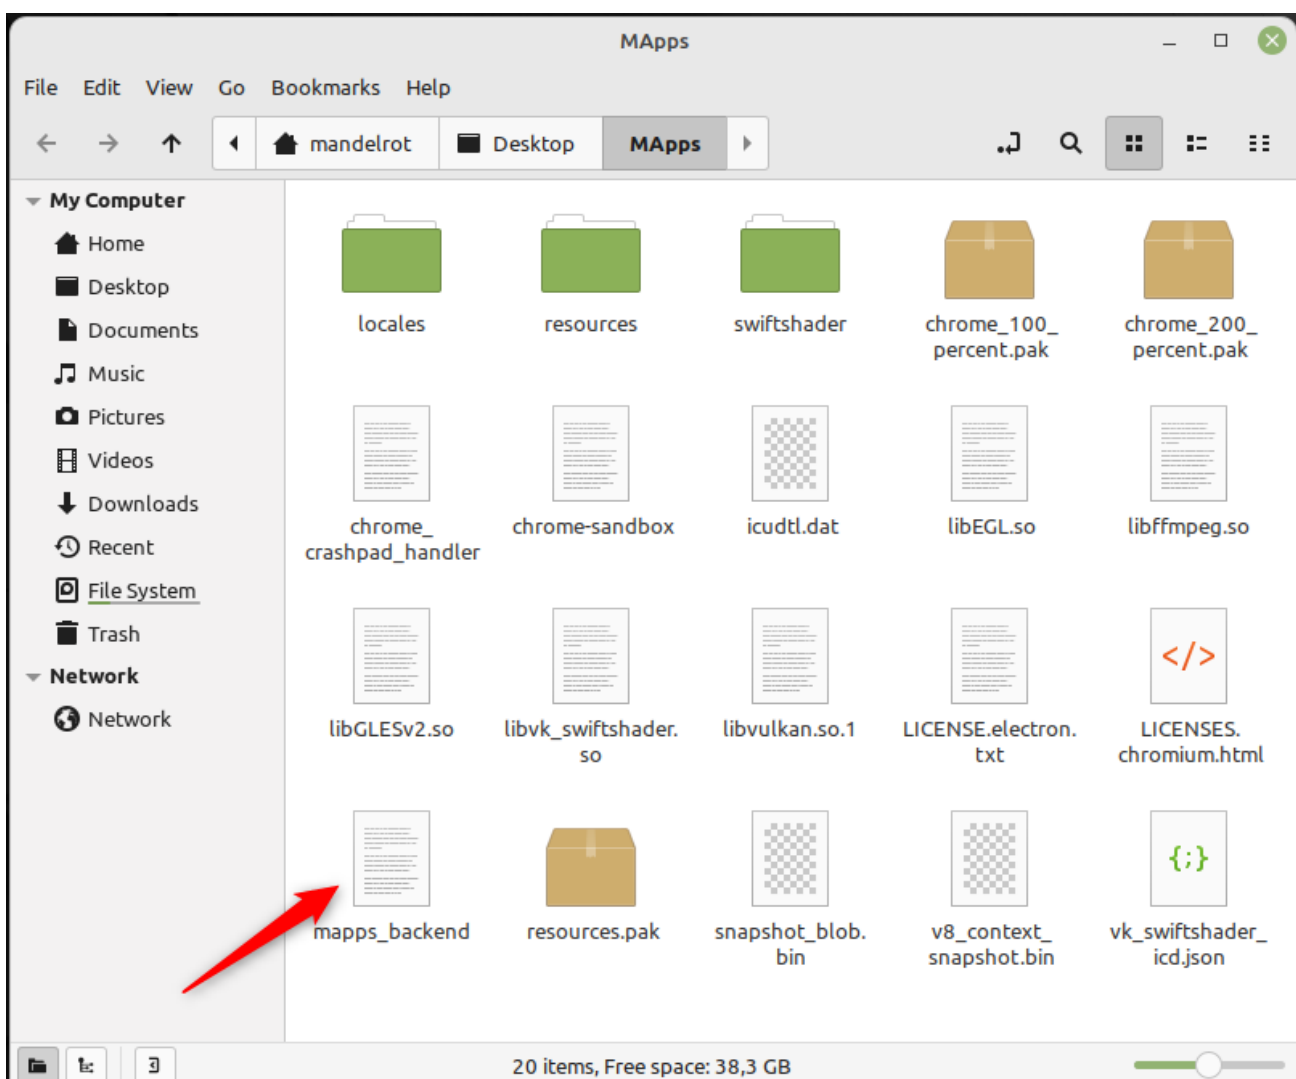 MApps
File Edit View Go Bookmarks Help
mandelrot Desktop MApps
My Computer
Home
Desktop
Documents
Music
Pictures
Videos
Downloads
Recent
File System
Trash
Network
Network
locales resources swiftshader chrome_100_ chrome_200_
percent.pak percent.pak
chrome_ chrome-sandbox icudtl.dat libEGL.so libffmpeg.so
crashpad_handler
libGLESv2.so libvk_swiftshader. libvulkan.so.1 LICENSE.electron. LICENSES.
so txt chromium.html
mapps_backend resources.pak snapshot_blob. v8_context_ vk_swiftshader_
bin snapshot.bin icd.json
20 items, Free space: 38,3 GB